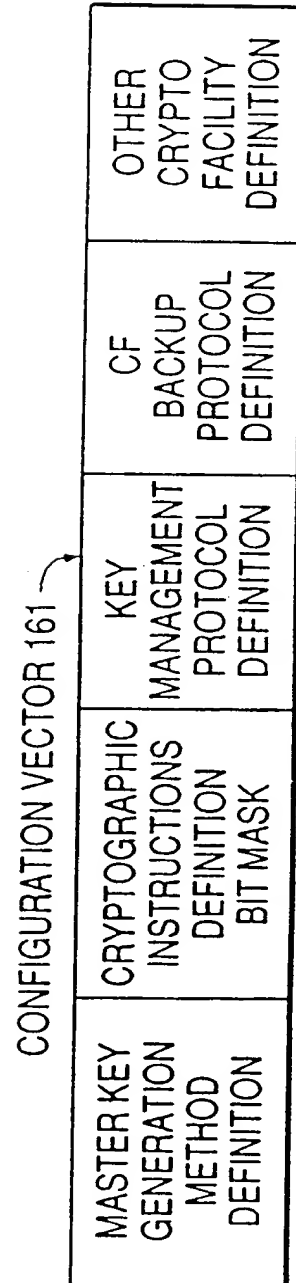 CONFIGURATION VECTOR 161
MASTER KEY
GENERATION
METHOD
DEFINITION
CRYPTOGRAPHIC
INSTRUCTIONS
DEFINITION
BIT MASK
KEY
MANAGEMENT
PROTOCOL
DEFINITION
CF
BACKUP
PROTOCOL
DEFINITION
OTHER
CRYPTO
FACILITY
DEFINITION